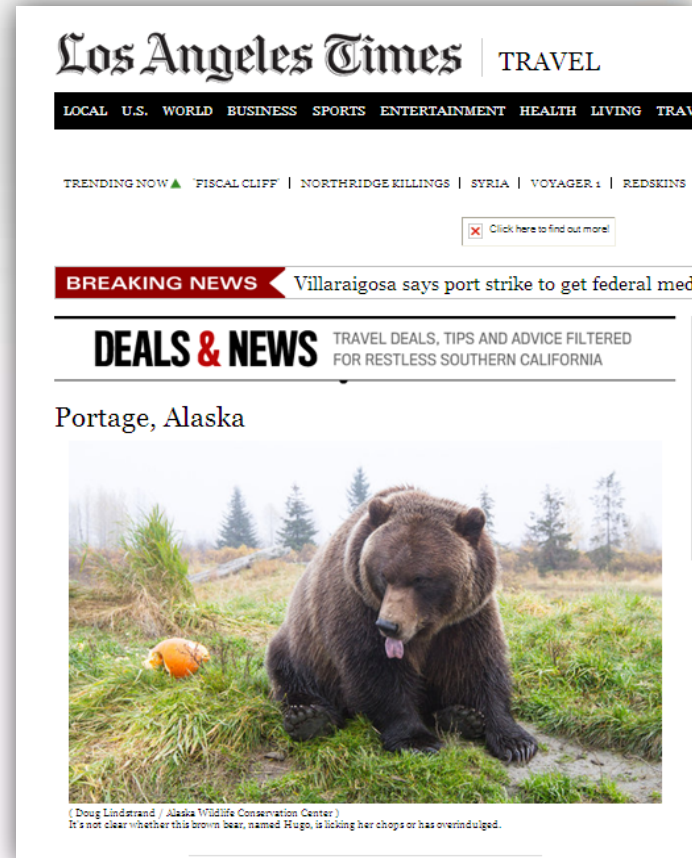 Los Angeles Times | TRAVEL
LOCAL U.S. WORLD BUSINESS SPORTS ENTERTAINMENT HEALTH LIVING TRAV
TRENDING NOW▲ 'FISCAL CLIFF' | NORTHRIDGE KILLINGS | SYRIA | VOYAGER 1 | REDSKINS
Click here to find out more!
BREAKING NEWS Villaraigosa says port strike to get federal med
DEALS & NEWS
TRAVEL DEALS, TIPS AND ADVICE FILTERED
FOR RESTLESS SOUTHERN CALIFORNIA
Portage, Alaska
( Doug Lindstrand / Alaska Wildlife Conservation Center )
It's not clear whether this brown bear, named Hugo, is licking her chops or has overindulged.